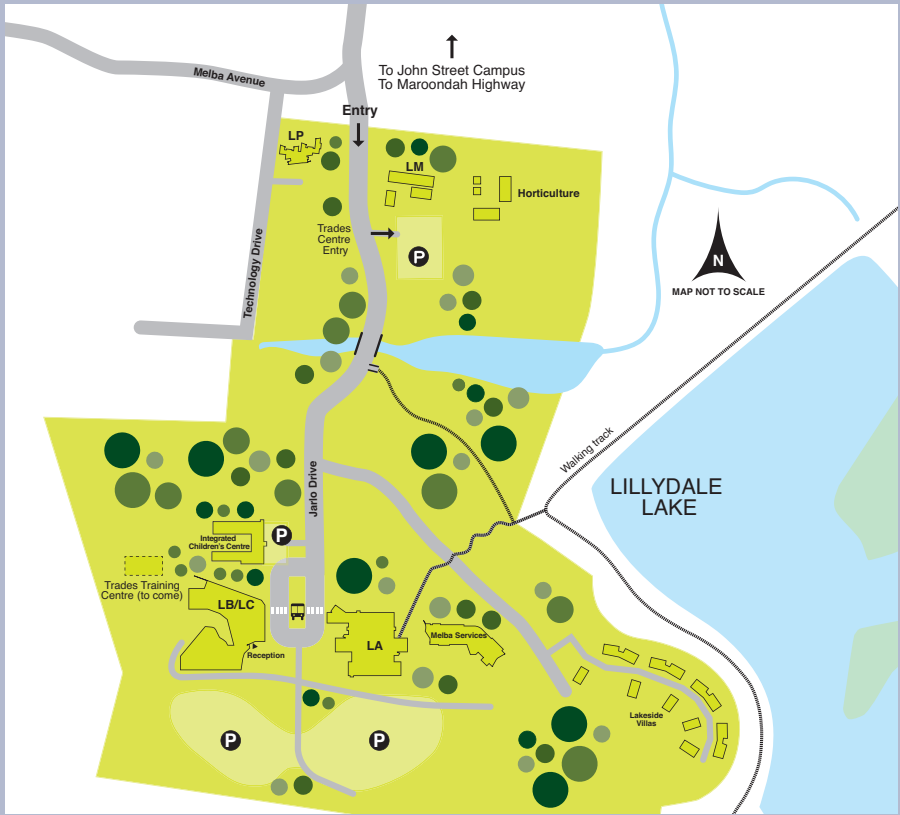 To John Street Campus
To Maroondah Highway
Melba Avenue
Entry
LP
LM
Horticulture
Trades
Centre
Entry
P
Technology Drive
N
MAP NOT TO SCALE
Walking track
LILLYDALE
LAKE
Jarlo Drive
P
Integrated
Children's Centre
Trades Training
Centre (to come)
LB/LC
Reception
LA
Melba Services
Lakeside
Villas
P
P